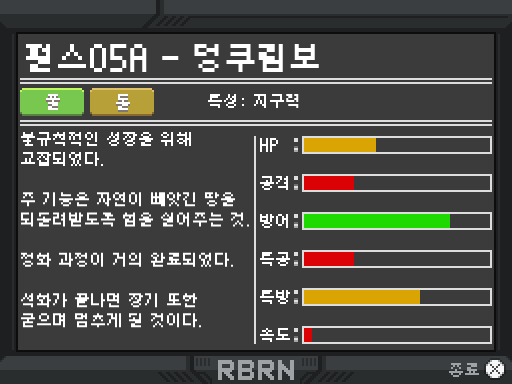 펄스05A - 덩쿠림보
풀 돌 특성: 지구력
불규칙적인 성장을 위해
교잡되었다.
주 기능은 자연이 빼앗긴 땅을
되돌려받도록 힘을 실어주는 것.
정화 과정이 거의 완료되었다.
석화가 끝나면 장기 또한
굳으며 멈추게 될 것이다.
HP :
공격:
방어:
특공:
특방:
속도:
RBRN
종료